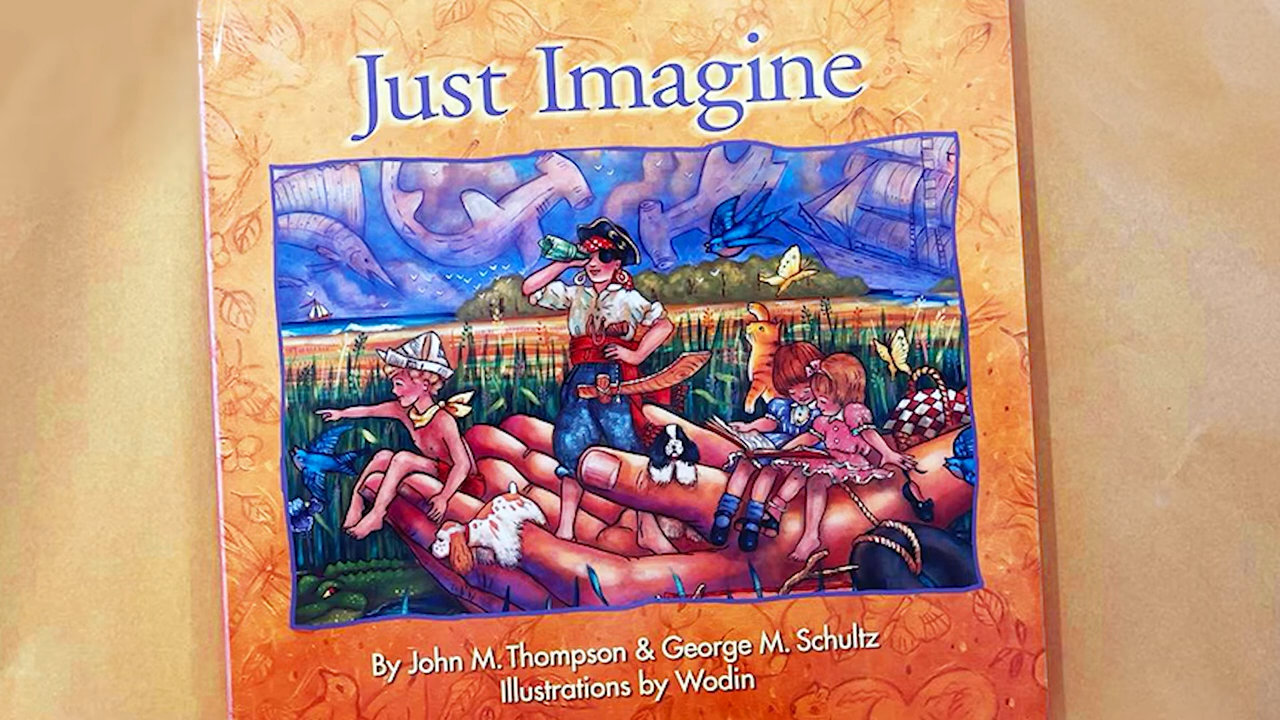 Just Imagine
By John M. Thompson & George M. Schultz
Illustrations by Wodin